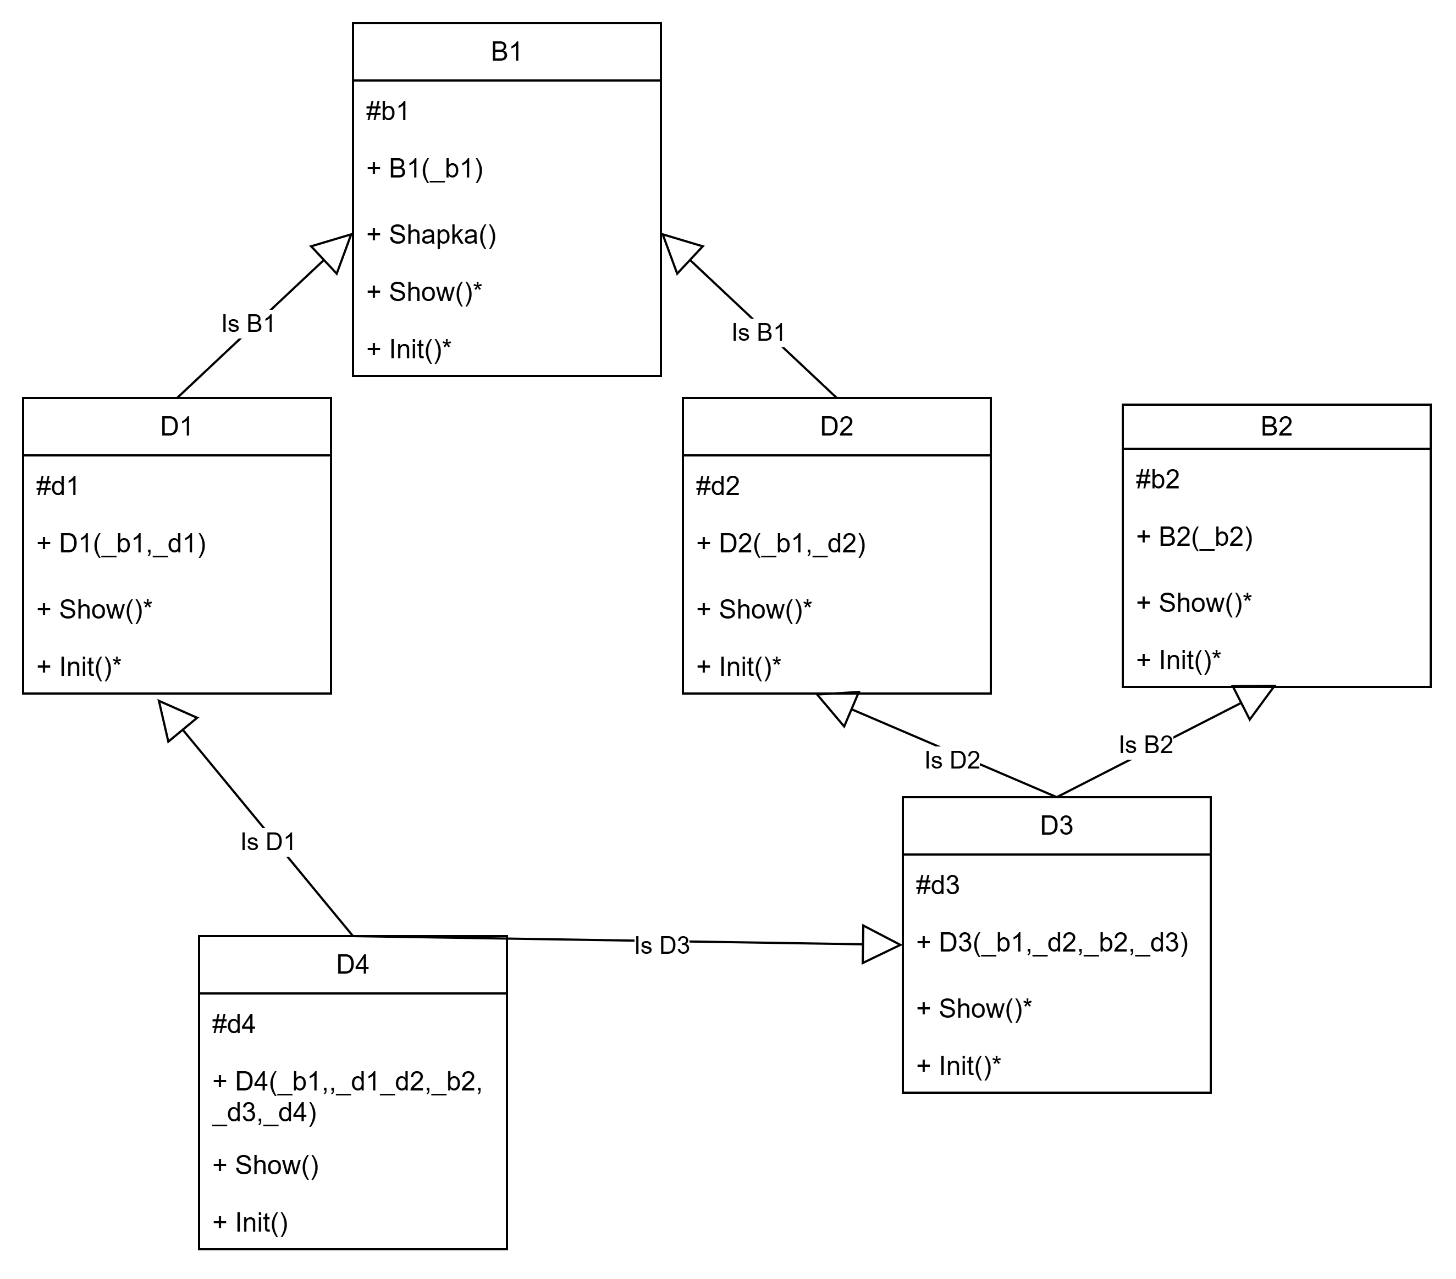 B1
#b1
+ B1(_b1)
+ Shapka()
+ Show()*
+ Init()*
Is B1
Is B1
D1
#d1
+ D1(_b1,_d1)
+ Show()*
+ Init()*
D2
#d2
+ D2(_b1,_d2)
+ Show()*
+ Init()*
B2
#b2
+ B2(_b2)
+ Show()*
+ Init()*
Is D2
Is B2
Is D1
Is D3
D3
#d3
+ D3(_b1,_d2,_b2,_d3)
+ Show()*
+ Init()*
D4
#d4
+ D4(_b1,,_d1_d2,_b2,
_d3,_d4)
+ Show()
+ Init()